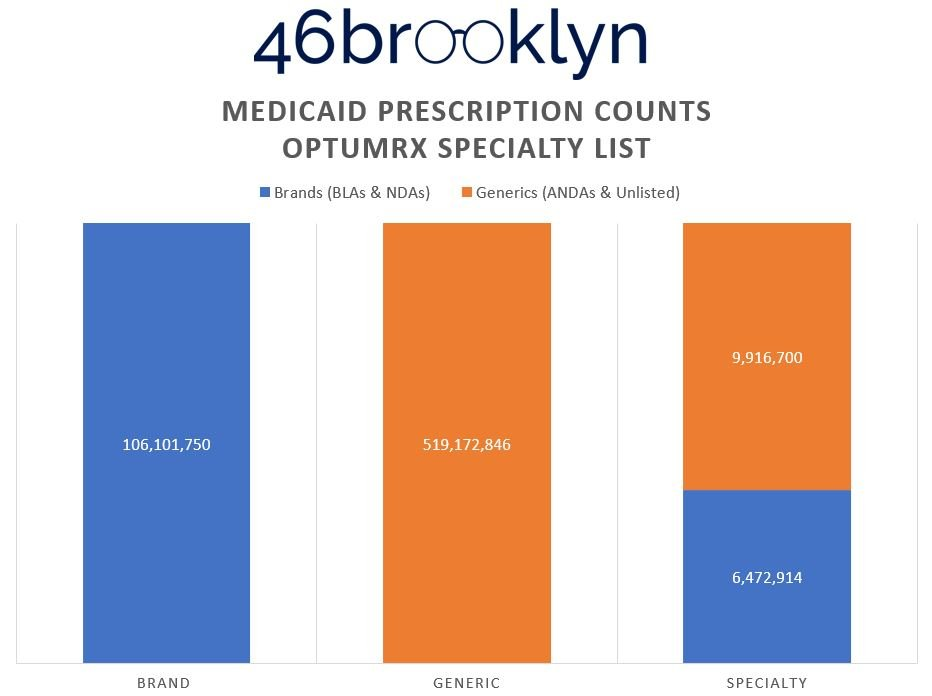 46brooklyn
MEDICAID PRESCRIPTION COUNTS
OPTUMRX SPECIALTY LIST
Brands (BLAs & NDAs) Generics (ANDAs & Unlisted)
9,916,700
106,101,750 519,172,846
6,472,914
BRAND GENERIC SPECIALTY